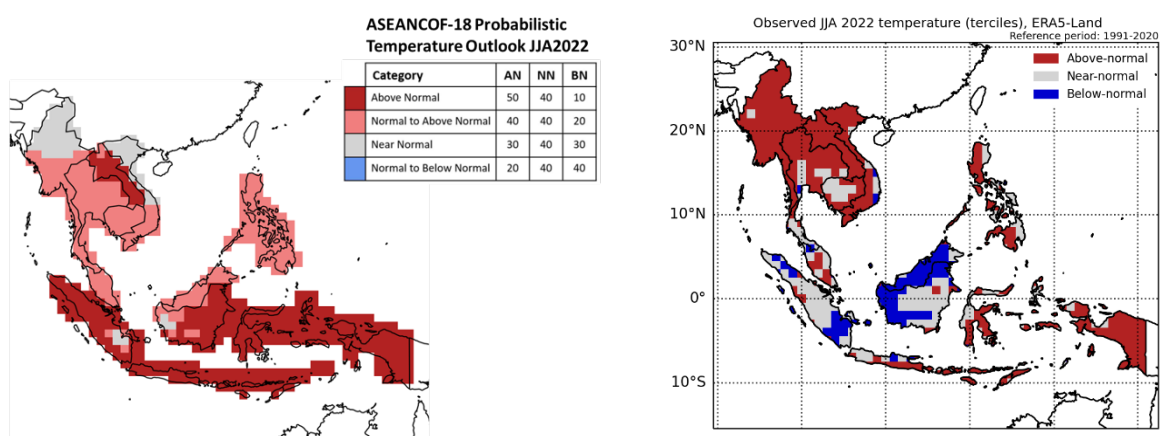 ASEANCOF-18 Probabilistic
Temperature Outlook JJA2022
Category AN NN BN
Above Normal 50 40 10
Normal to Above Normal 40 40 20
Near Normal 30 40 30
Normal to Below Normal 20 40 40
Observed JJA 2022 temperature (terciles), ERA5-Land
Reference period: 1991-2020
30°N
20°N
10°N
0°
10°S
Above-normal
Near-normal
Below-normal